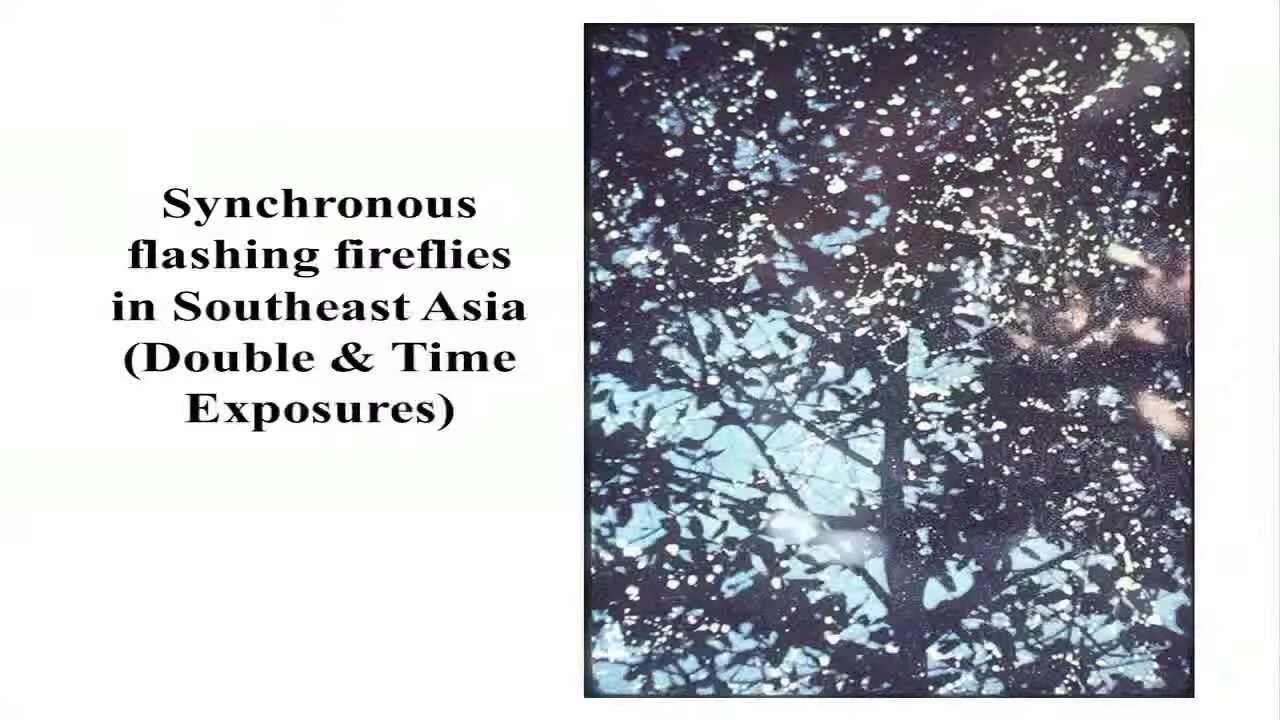 Synchronous
flashing fireflies
in Southeast Asia
(Double & Time
Exposures)